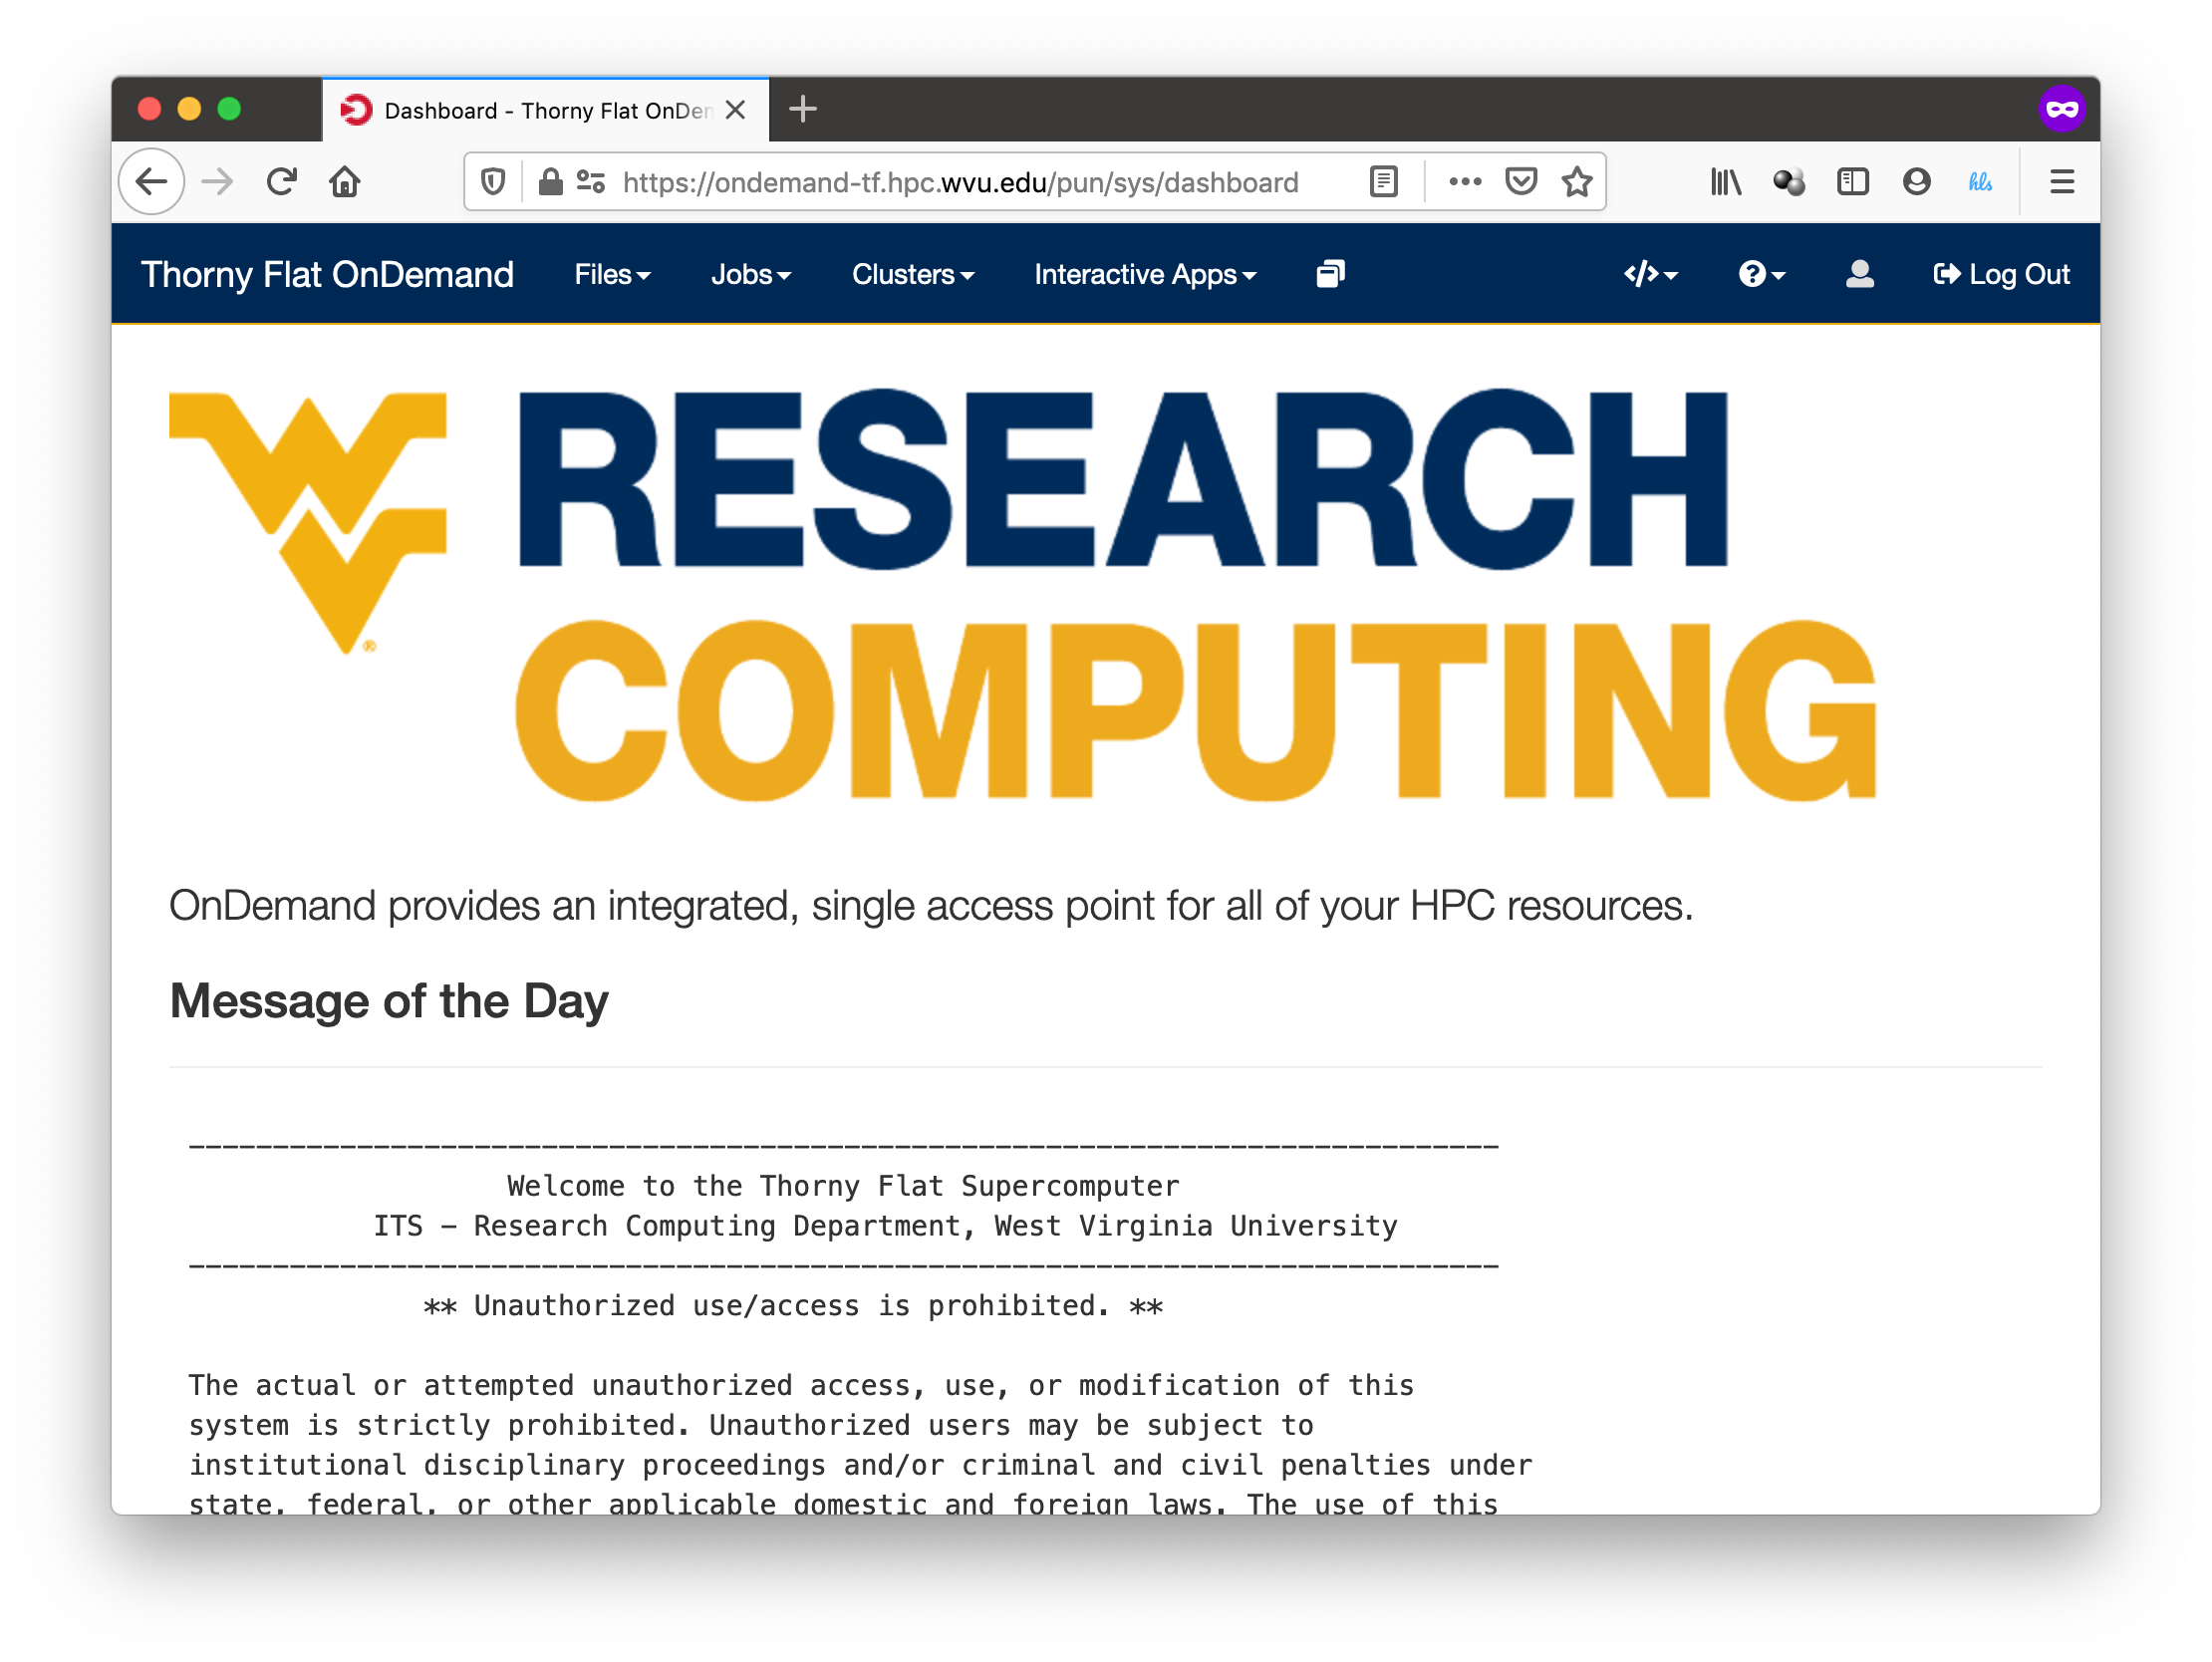 Dashboard - Thorny Flat OnDem
https://ondemand-tf.hpc.wvu.edu/pun/sys/dashboard
hls
Thorny Flat OnDemand Files Jobs Clusters Interactive Apps </> ? Log Out
WV RESEARCH
COMPUTING
®
OnDemand provides an integrated, single access point for all of your HPC resources.
Message of the Day
------------------------------------------------------------------------------
Welcome to the Thorny Flat Supercomputer
ITS - Research Computing Department, West Virginia University
------------------------------------------------------------------------------
** Unauthorized use/access is prohibited. **
The actual or attempted unauthorized access, use, or modification of this
system is strictly prohibited. Unauthorized users may be subject to
institutional disciplinary proceedings and/or criminal and civil penalties under
state, federal, or other applicable domestic and foreign laws. The use of this